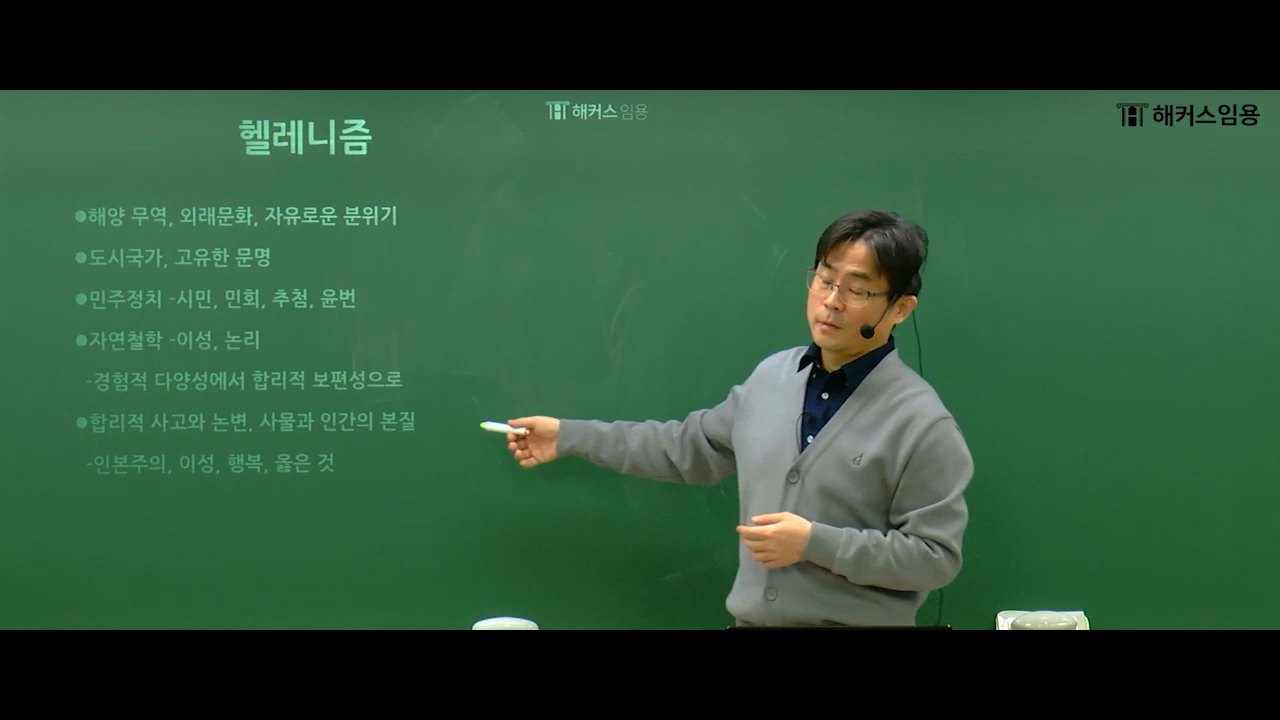 해커스임용
해커스임용
헬레니즘
●해양 무역, 외래문화, 자유로운 분위기
●도시국가, 고유한 문명
●민주정치 -시민, 민회, 추첨, 윤번
●자연철학 -이성, 논리
-경험적 다양성에서 합리적 보편성으로
●합리적 사고와 논변, 사물과 인간의 본질
-인본주의, 이성, 행복, 옳은 것